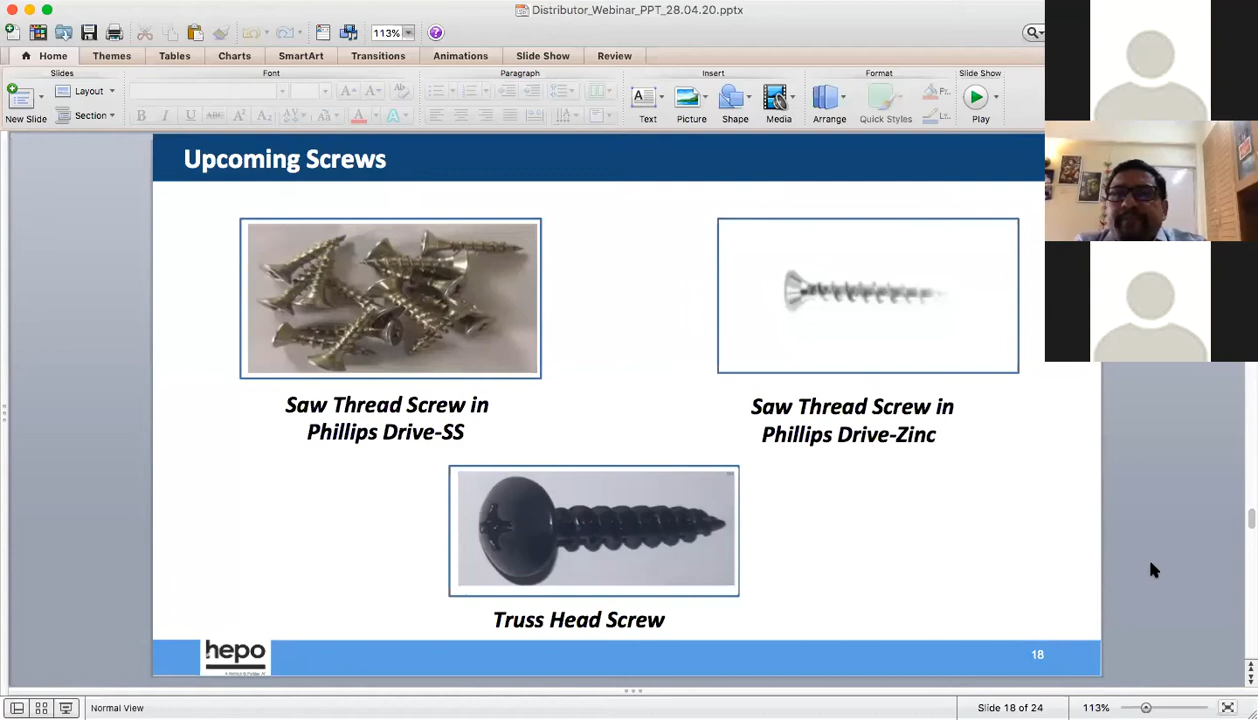 Distributor_Webinar_PPT_28.04.20.pptx
113%
Home Themes Tables Charts SmartArt Transitions Animations Slide Show Review
Slides Font Paragraph Insert Format Slide Show
Layout
Section
New Slide
Text Picture Shape Media Arrange Quick Styles Play
Upcoming Screws
Saw Thread Screw in
Phillips Drive-SS
Saw Thread Screw in
Phillips Drive-Zinc
Truss Head Screw
hepo
18
Normal View Slide 18 of 24 113%